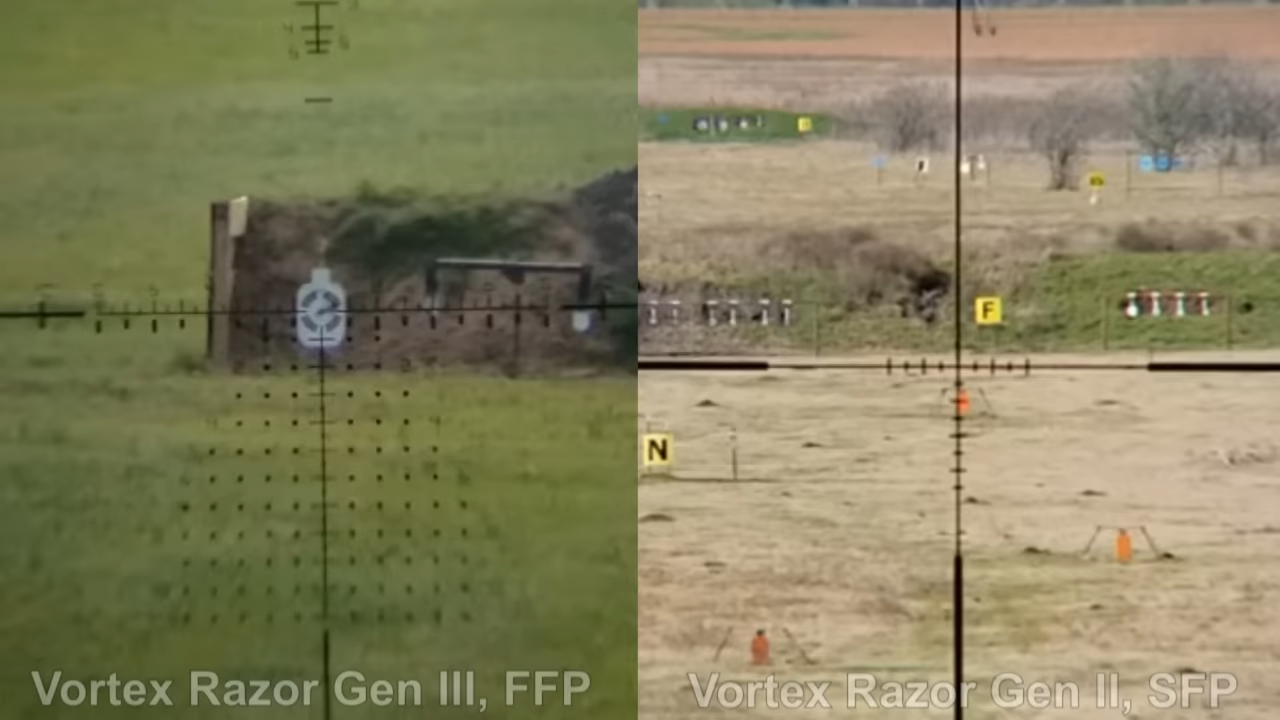 F
N
Vortex Razor Gen III, FFP
Vortex Razor Gen II, SFP